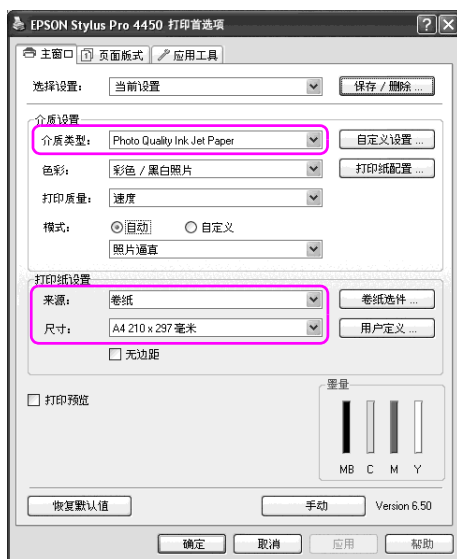 EPSON Stylus Pro 4450 打印首选项
主窗口 页面版式 应用工具
选择设置: 当前设置 保存 / 删除 ...
介质设置
介质类型: Photo Quality Ink Jet Paper 自定义设置 ...
色彩: 彩色 / 黑白照片 打印纸配置 ...
打印质量: 速度
模式: 自动 自定义
照片逼真
打印纸设置
来源: 卷纸 卷纸选件 ...
尺寸: A4 210 x 297 毫米 用户定义 ...
无边距
打印预览
墨量
MB C M Y
恢复默认值 手动 Version 6.50
确定 取消 应用 帮助